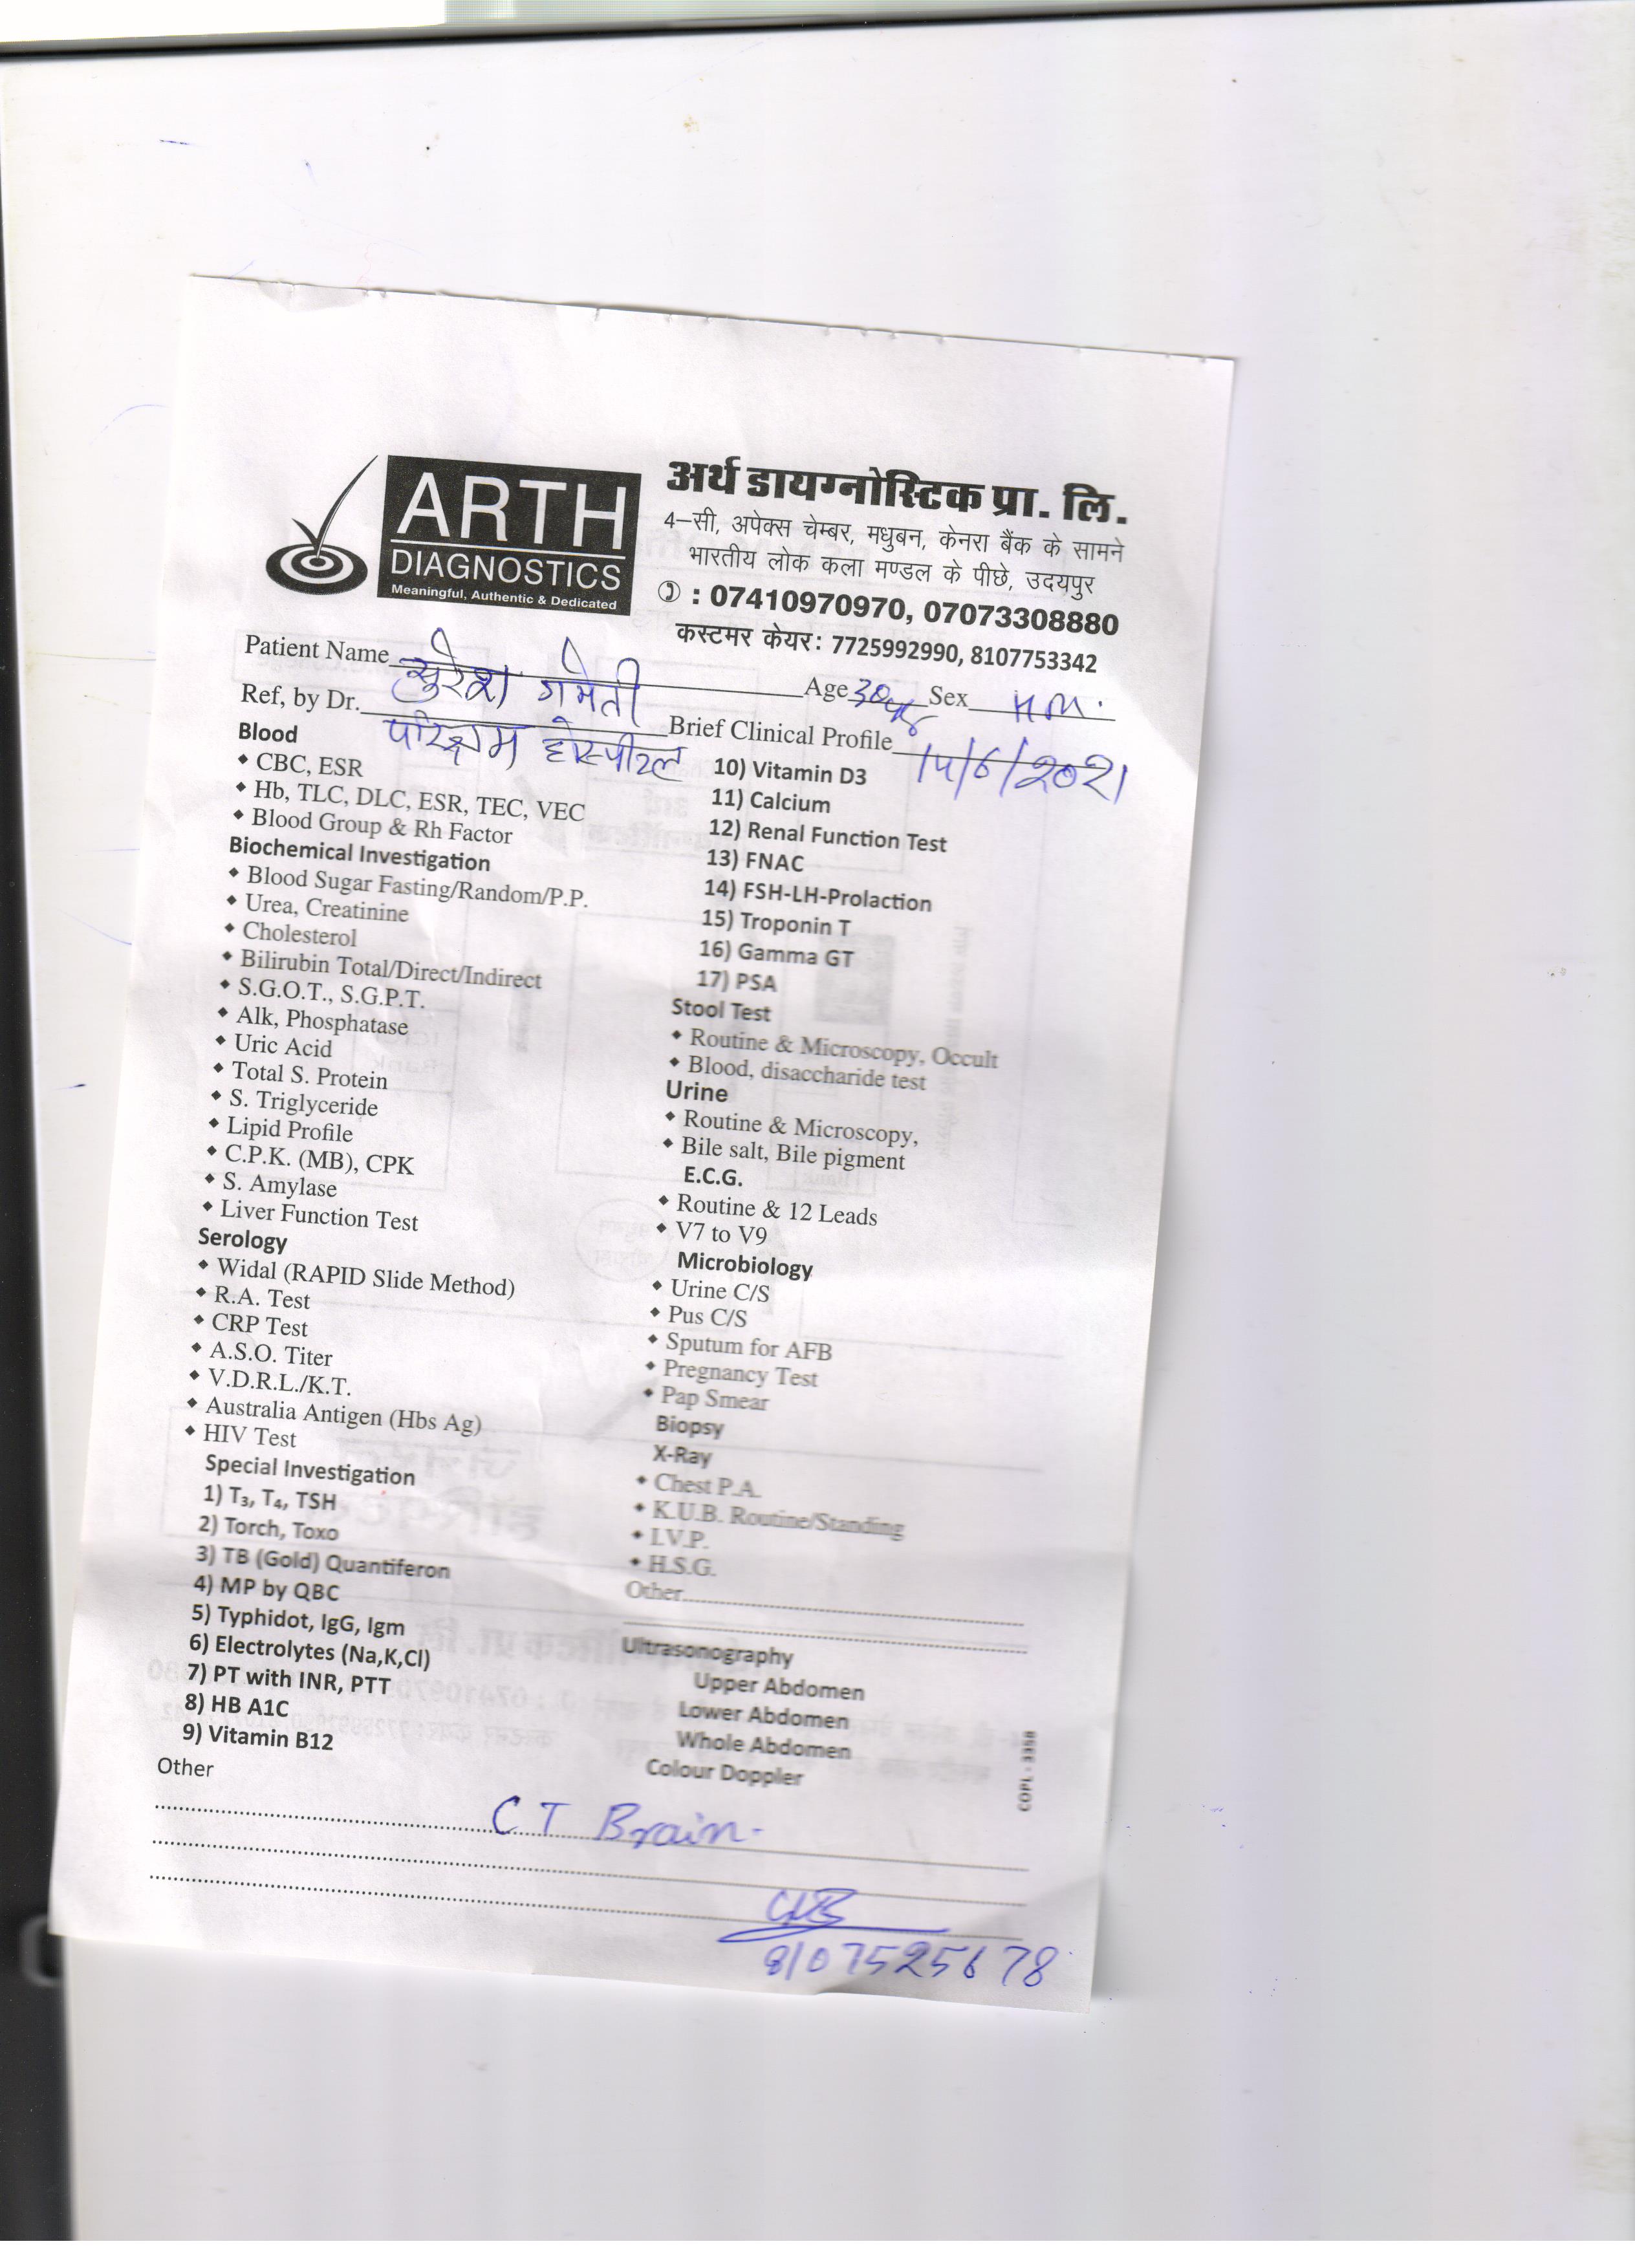 ARTH
DIAGNOSTICS
Meaningful, Authentic & Dedicated
अर्थ डायग्नोस्टिक प्रा. लि.
4–सी, अपेक्स चेम्बर, मधुबन, केनरा बैंक के सामने
भारतीय लोक कला मण्डल के पीछे, उदयपुर
: 07410970970, 07073308880
कस्टमर केयर: 7725992990, 8107753342
Patient Name सुरेश गमेती Age 30 Sex
Ref, by Dr. Brief Clinical Profile
14/6/2021
Blood
• CBC, ESR
• Hb, TLC, DLC, ESR, TEC, VEC
• Blood Group & Rh Factor
Biochemical Investigation
• Blood Sugar Fasting/Random/P.P.
• Urea, Creatinine
• Cholesterol
• Bilirubin Total/Direct/Indirect
• S.G.O.T., S.G.P.T.
• Alk, Phosphatase
• Uric Acid
• Total S. Protein
• S. Triglyceride
• Lipid Profile
• C.P.K. (MB), CPK
• S. Amylase
• Liver Function Test
Serology
• Widal (RAPID Slide Method)
• R.A. Test
• CRP Test
• A.S.O. Titer
• V.D.R.L./K.T.
• Australia Antigen (Hbs Ag)
• HIV Test
Special Investigation
1) T₃, T₄, TSH
2) Torch, Toxo
3) TB (Gold) Quantiferon
4) MP by QBC
5) Typhidot, IgG, Igm
6) Electrolytes (Na,K,Cl)
7) PT with INR, PTT
8) HB A1C
9) Vitamin B12
10) Vitamin D3
11) Calcium
12) Renal Function Test
13) FNAC
14) FSH-LH-Prolaction
15) Troponin T
16) Gamma GT
17) PSA
Stool Test
• Routine & Microscopy, Occult
• Blood, disaccharide test
Urine
• Routine & Microscopy,
• Bile salt, Bile pigment
E.C.G.
• Routine & 12 Leads
• V7 to V9
Microbiology
• Urine C/S
• Pus C/S
• Sputum for AFB
• Pregnancy Test
• Pap Smear
Biopsy
X-Ray
• Chest P.A.
• K.U.B. Routine/Standing
• I.V.P.
• H.S.G.
Other
Ultrasonography
Upper Abdomen
Lower Abdomen
Whole Abdomen
Colour Doppler
COPL - 3358
Other
CT Brain
8107525678